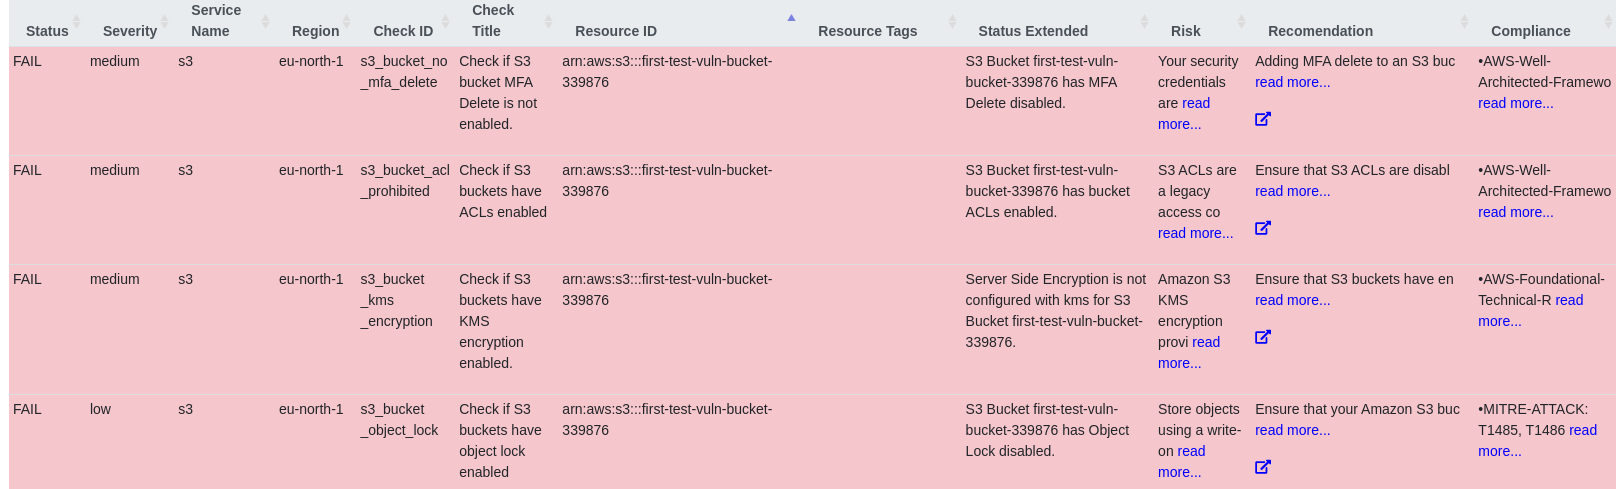 Status Severity Service Name Region Check ID Check Title Resource ID Resource Tags Status Extended Risk Recomendation Compliance
FAIL medium s3 eu-north-1 s3_bucket_no Check if S3 arn:aws:s3:::first-test-vuln-bucket- S3 Bucket first-test-vuln- Your security Adding MFA delete to an S3 buc •AWS-Well-
_mfa_delete bucket MFA 339876 bucket-339876 has MFA credentials read more... Architected-Framewo
Delete is not Delete disabled. are read read more...
enabled. more...
FAIL medium s3 eu-north-1 s3_bucket_acl Check if S3 arn:aws:s3:::first-test-vuln-bucket- S3 Bucket first-test-vuln- S3 ACLs are Ensure that S3 ACLs are disabl •AWS-Well-
_prohibited buckets have 339876 bucket-339876 has bucket a legacy read more... Architected-Framewo
ACLs enabled ACLs enabled. access co read more...
read more...
FAIL medium s3 eu-north-1 s3_bucket Check if S3 arn:aws:s3:::first-test-vuln-bucket- Server Side Encryption is not Amazon S3 Ensure that S3 buckets have en •AWS-Foundational-
_kms buckets have 339876 configured with kms for S3 KMS read more... Technical-R read
_encryption KMS Bucket first-test-vuln-bucket- encryption more...
encryption 339876. provi read
enabled. more...
FAIL low s3 eu-north-1 s3_bucket Check if S3 arn:aws:s3:::first-test-vuln-bucket- S3 Bucket first-test-vuln- Store objects Ensure that your Amazon S3 buc •MITRE-ATTACK:
_object_lock buckets have 339876 bucket-339876 has Object using a write- read more... T1485, T1486 read
object lock Lock disabled. on read more...
enabled more...